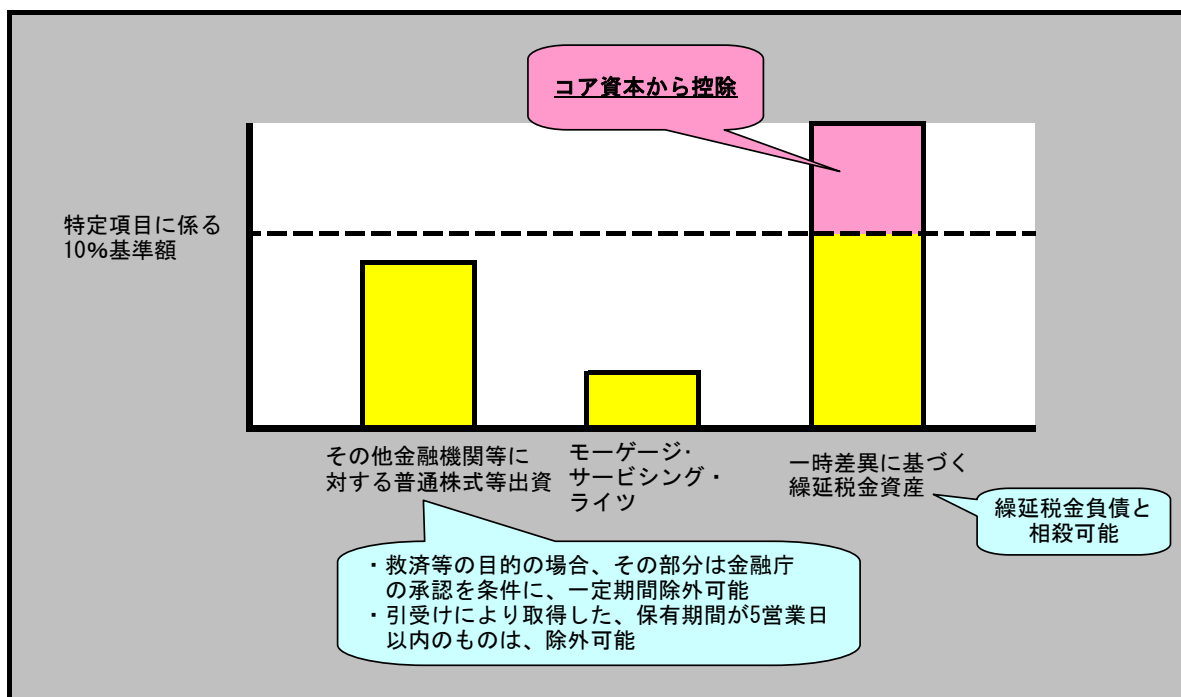 コア資本から控除
特定項目に係る
10%基準額
その他金融機関等に
対する普通株式等出資
モーゲージ・
サービシング・
ライツ
一時差異に基づく
繰延税金資産
繰延税金負債と
相殺可能
・救済等の目的の場合、その部分は金融庁
の承認を条件に、一定期間除外可能
・引受けにより取得した、保有期間が5営業日
以内のものは、除外可能